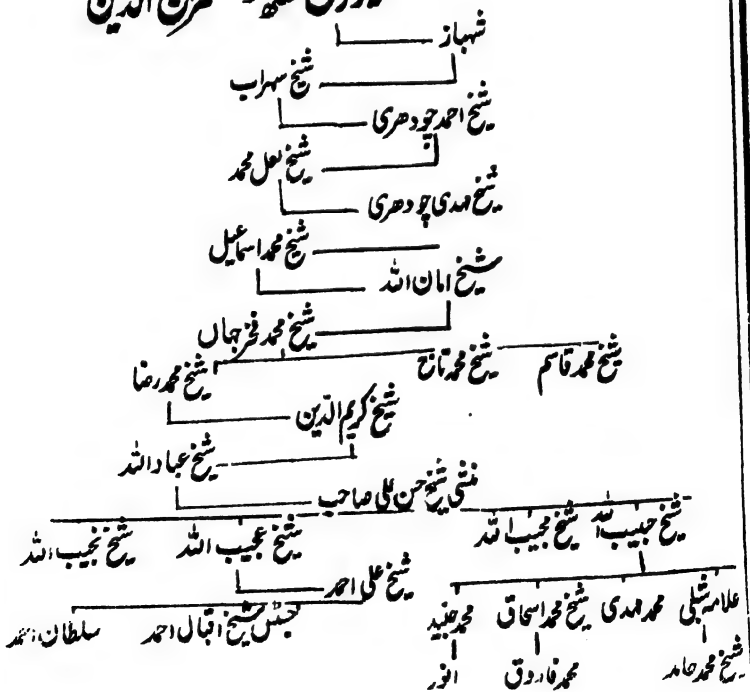 شہباز
شیخ سہراب
شیخ احمد چودھری
شیخ لعل محمد
شیخ مہدی چودھری
شیخ محمد اسماعیل
شیخ امان اللہ
شیخ محمد فخر جہاں
شیخ محمد قاسم شیخ محمد تاج شیخ محمد رضا
شیخ کریم الدین
شیخ عباد اللہ
منشی شیخ حسن علی صاحب
شیخ حبیب اللہ شیخ مجیب اللہ شیخ عجیب اللہ شیخ نجیب اللہ
شیخ علی احمد
علامہ شبلی محمد مہدی شیخ محمد اسحاق محمد جنید جسٹس شیخ اقبال احمد سلطان احمد
شیخ محمد حامد محمد فاروق انور